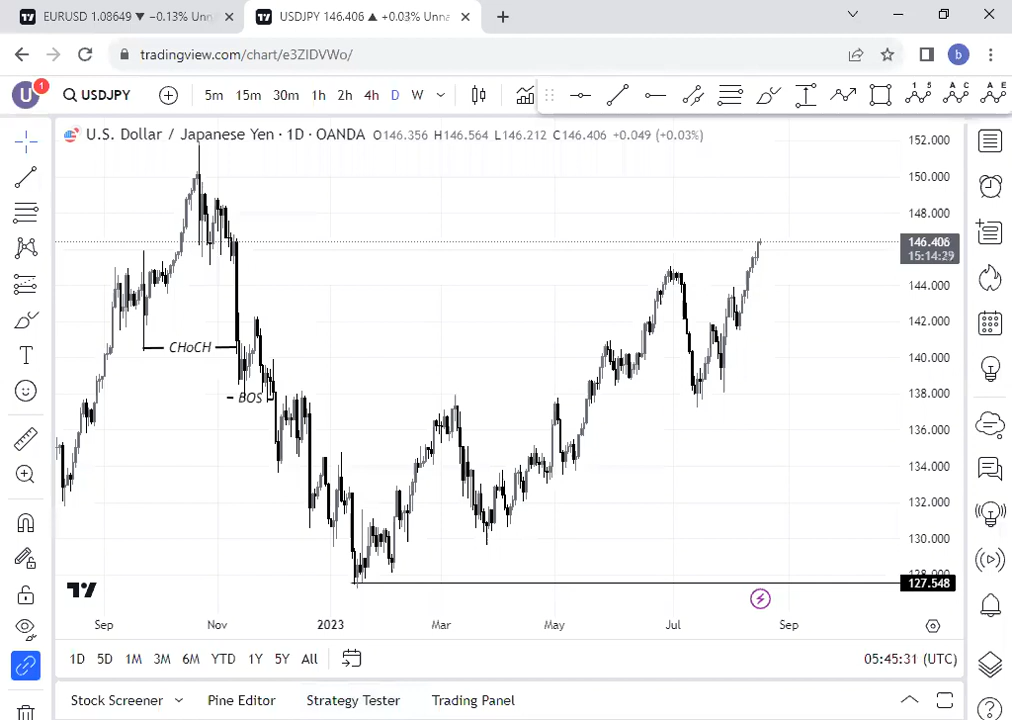 EURUSD 1.08649 ▼ −0.13% Unn
USDJPY 146.406 ▲ +0.03% Unna
tradingview.com/chart/e3ZIDVWo/
b
U 1 USDJPY 5m 15m 30m 1h 2h 4h D W
U.S. Dollar / Japanese Yen · 1D · OANDA O146.356 H146.564 L146.212 C146.406 +0.049 (+0.03%)
152.000
150.000
148.000
146.406
15:14:29
144.000
142.000
CHoCH
140.000
138.000
BOS
136.000
134.000
132.000
130.000
128.000
127.548
Sep Nov 2023 Mar May Jul Sep
1D 5D 1M 3M 6M YTD 1Y 5Y All 05:45:31 (UTC)
Stock Screener Pine Editor Strategy Tester Trading Panel